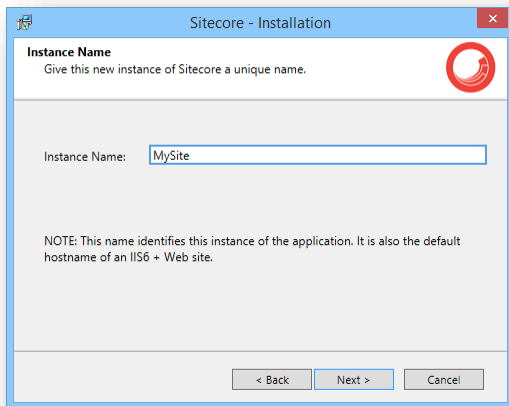 Sitecore - Installation
Instance Name
Give this new instance of Sitecore a unique name.
Instance Name:
MySite
NOTE: This name identifies this instance of the application. It is also the default
hostname of an IIS6 + Web site.
< Back
Next >
Cancel